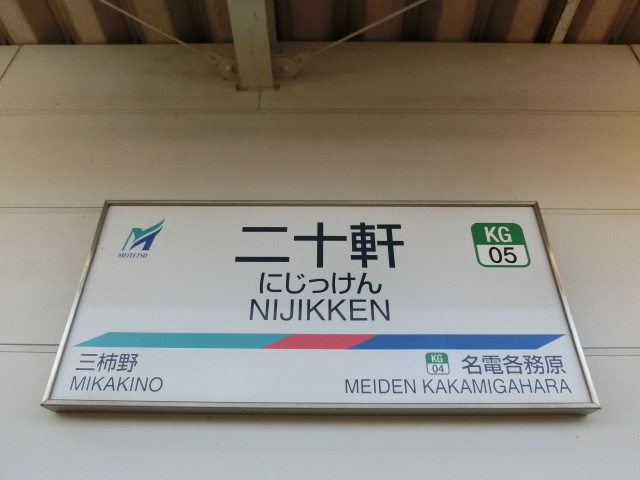 MEITETSU
二十軒
にじっけん
NIJIKKEN
KG
05
三柿野
MIKAKINO
KG
04
名電各務原
MEIDEN KAKAMIGAHARA